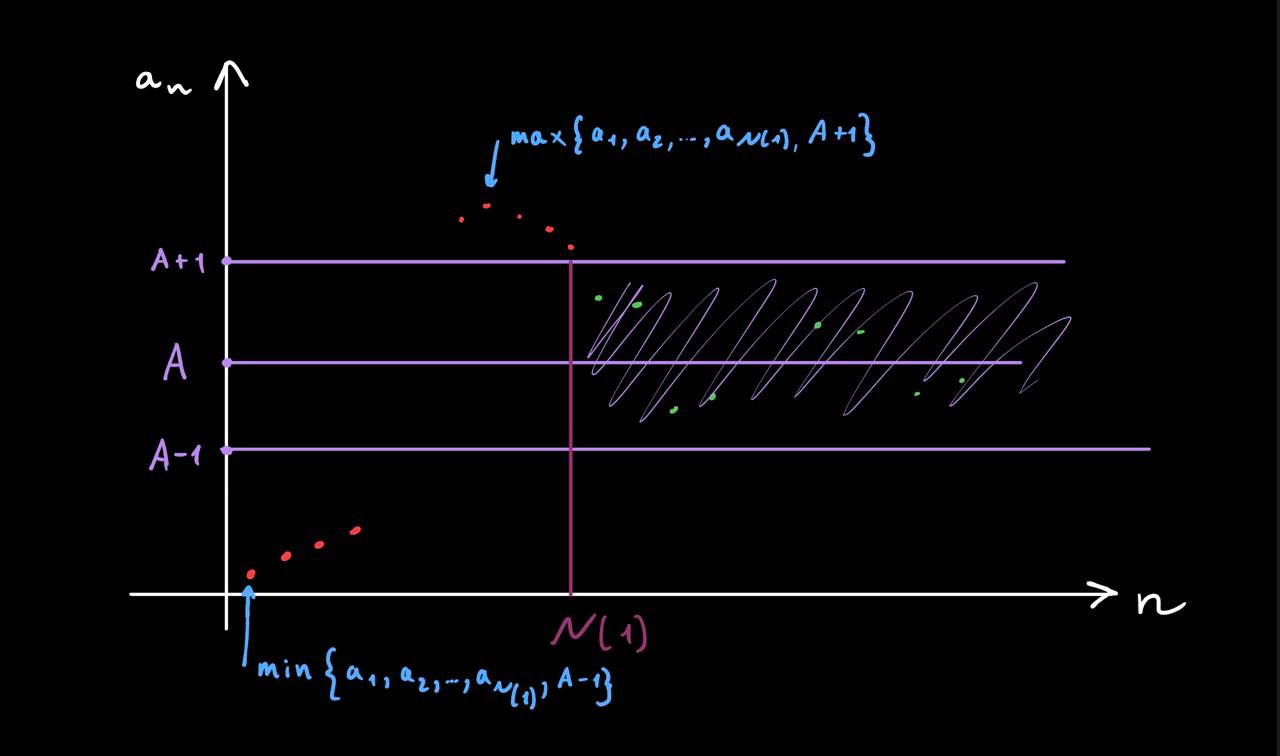 aₙ
max{a₁, a₂, ..., a_N(1), A+1}
A+1
A
A-1
n
N(1)
min{a₁, a₂, ..., a_N(1), A-1}